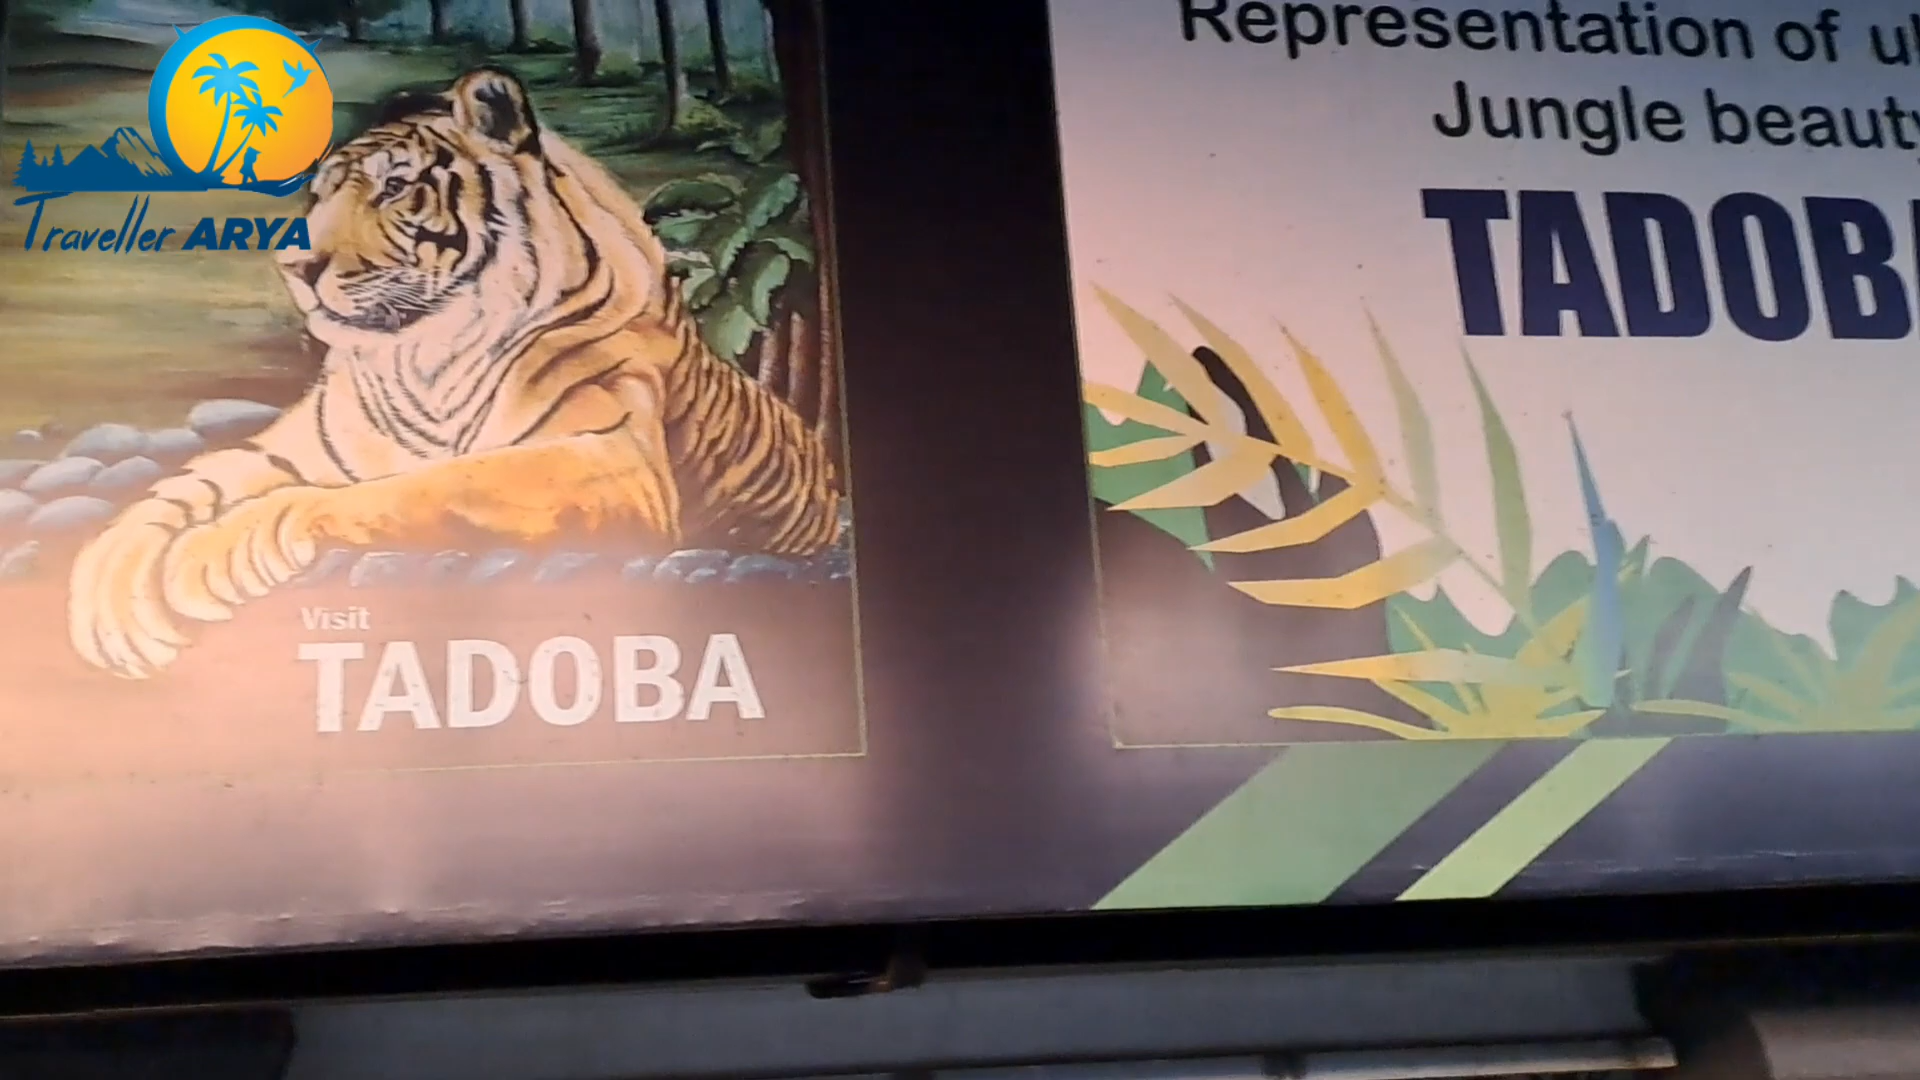 Traveller ARYA
Visit
TADOBA
Representation of
Jungle
TADOBA